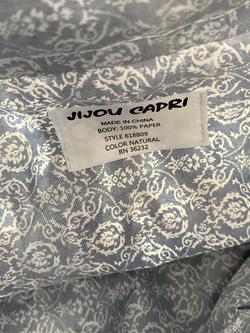 JIJOU CAPRI
MADE IN CHINA
BODY: 100% PAPER
STYLE 618809
COLOR NATURAL
RN 36232